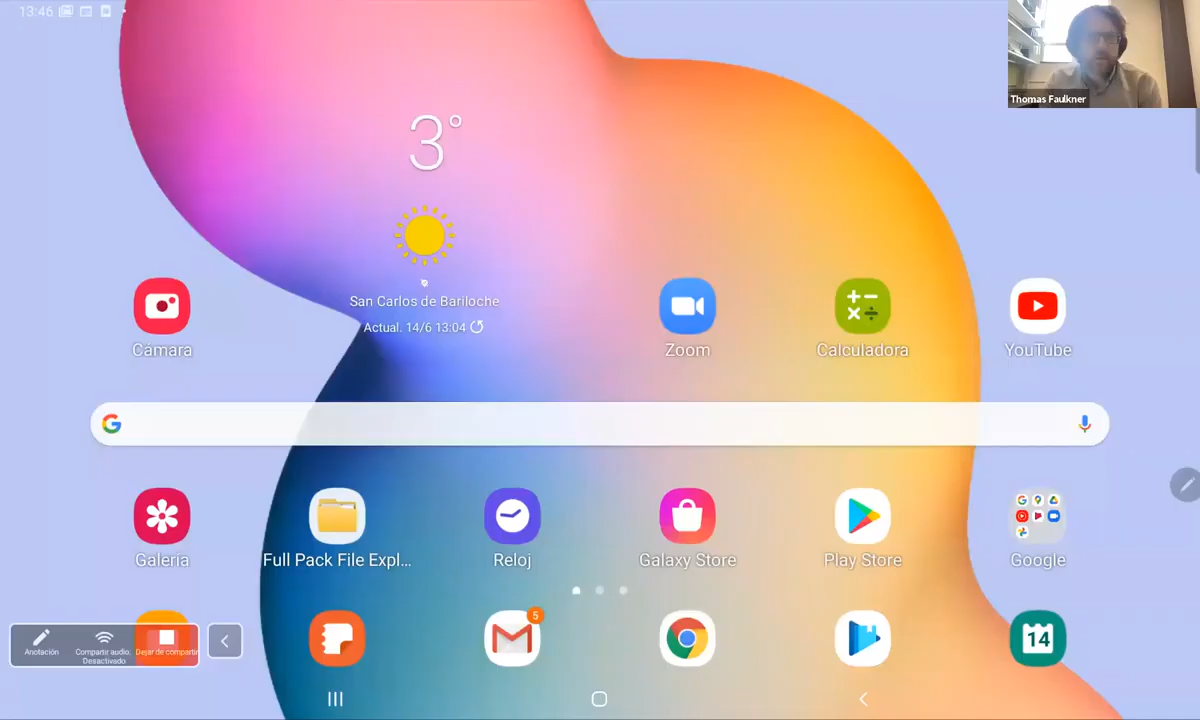 13:46
Thomas Faulkner
3°
San Carlos de Bariloche
Actual. 14/6 13:04
Cámara
Zoom
Calculadora
YouTube
G
Galería
Full Pack File Expl...
Reloj
Galaxy Store
Play Store
Google
Anotación
Compartir audio:
Desactivado
Dejar de compartir
5
14